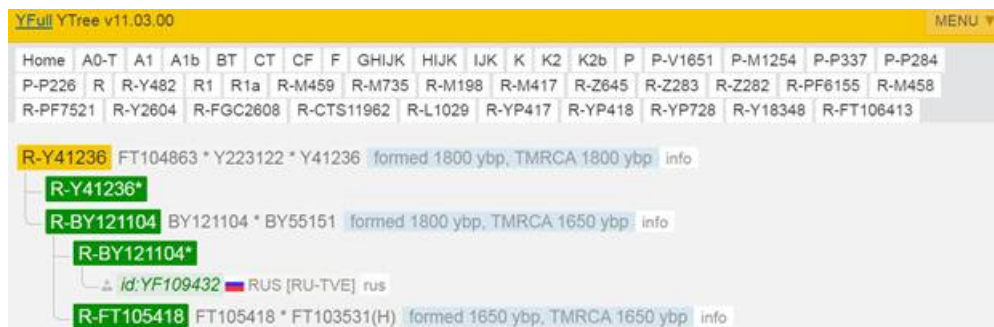 YFull YTree v11.03.00 MENU ▼
Home A0-T A1 A1b BT CT CF F GHIJK HIJK IJK K K2 K2b P P-V1651 P-M1254 P-P337 P-P284
P-P226 R R-Y482 R1 R1a R-M459 R-M735 R-M198 R-M417 R-Z645 R-Z283 R-Z282 R-PF6155 R-M458
R-PF7521 R-Y2604 R-FGC2608 R-CTS11962 R-L1029 R-YP417 R-YP418 R-YP728 R-Y18348 R-FT106413
R-Y41236 FT104863 * Y223122 * Y41236 formed 1800 ybp, TMRCA 1800 ybp info
R-Y41236*
R-BY121104 BY121104 * BY55151 formed 1800 ybp, TMRCA 1650 ybp info
R-BY121104*
id:YF109432 RUS [RU-TVE] rus
R-FT105418 FT105418 * FT103531(H) formed 1650 ybp, TMRCA 1650 ybp info